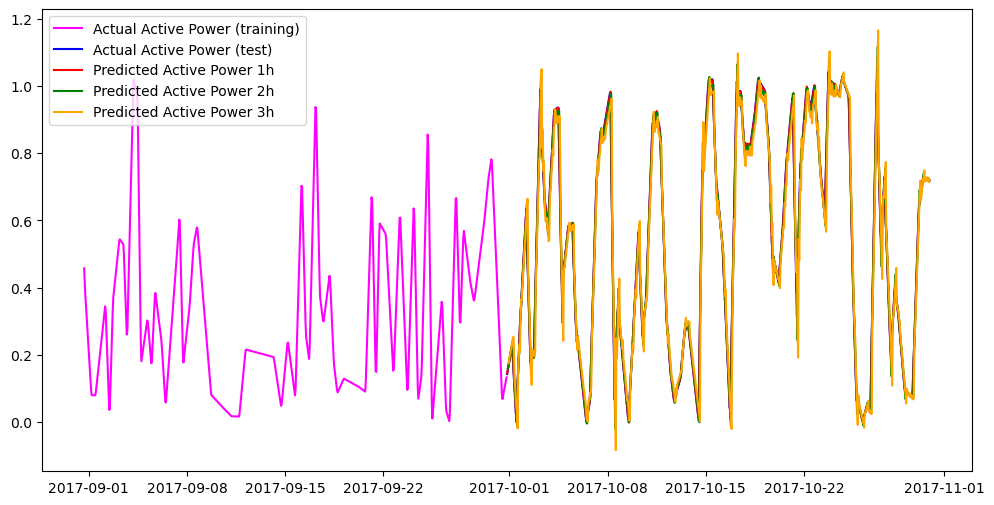 Actual Active Power (training)
Actual Active Power (test)
Predicted Active Power 1h
Predicted Active Power 2h
Predicted Active Power 3h
1.2
1.0
0.8
0.6
0.4
0.2
0.0
2017-09-01 2017-09-08 2017-09-15 2017-09-22 2017-10-01 2017-10-08 2017-10-15 2017-10-22 2017-11-01